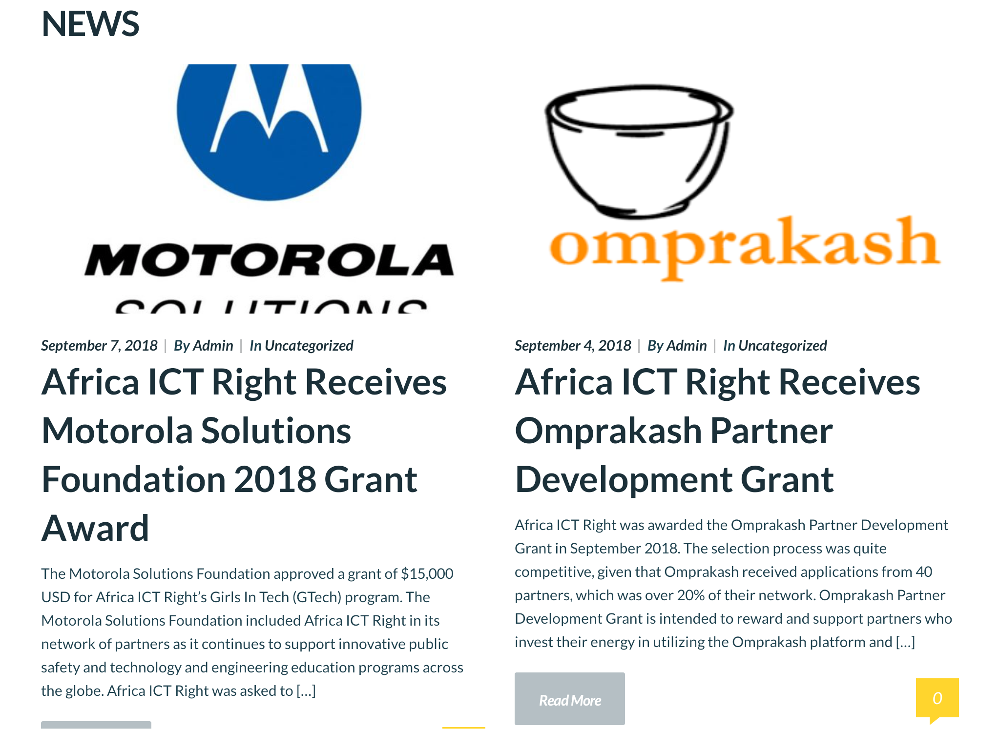 NEWS
MOTOROLA
SOLUTIONS
September 7, 2018 | By Admin | In Uncategorized
Africa ICT Right Receives
Motorola Solutions
Foundation 2018 Grant
Award
The Motorola Solutions Foundation approved a grant of $15,000
USD for Africa ICT Right’s Girls In Tech (GTech) program. The
Motorola Solutions Foundation included Africa ICT Right in its
network of partners as it continues to support innovative public
safety and technology and engineering education programs across
the globe. Africa ICT Right was asked to [...]
omprakash
September 4, 2018 | By Admin | In Uncategorized
Africa ICT Right Receives
Omprakash Partner
Development Grant
Africa ICT Right was awarded the Omprakash Partner Development
Grant in September 2018. The selection process was quite
competitive, given that Omprakash received applications from 40
partners, which was over 20% of their network. Omprakash Partner
Development Grant is intended to reward and support partners who
invest their energy in utilizing the Omprakash platform and [...]
Read More
0